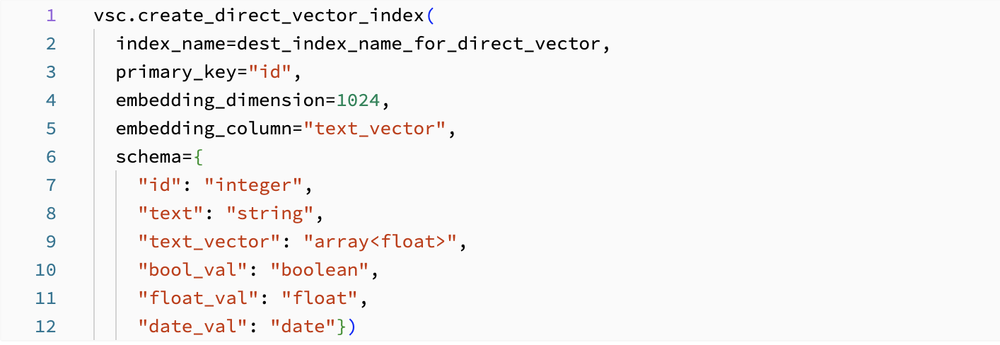 1 vsc.create_direct_vector_index(
2 index_name=dest_index_name_for_direct_vector,
3 primary_key="id",
4 embedding_dimension=1024,
5 embedding_column="text_vector",
6 schema={
7 "id": "integer",
8 "text": "string",
9 "text_vector": "array<float>",
10 "bool_val": "boolean",
11 "float_val": "float",
12 "date_val": "date"})